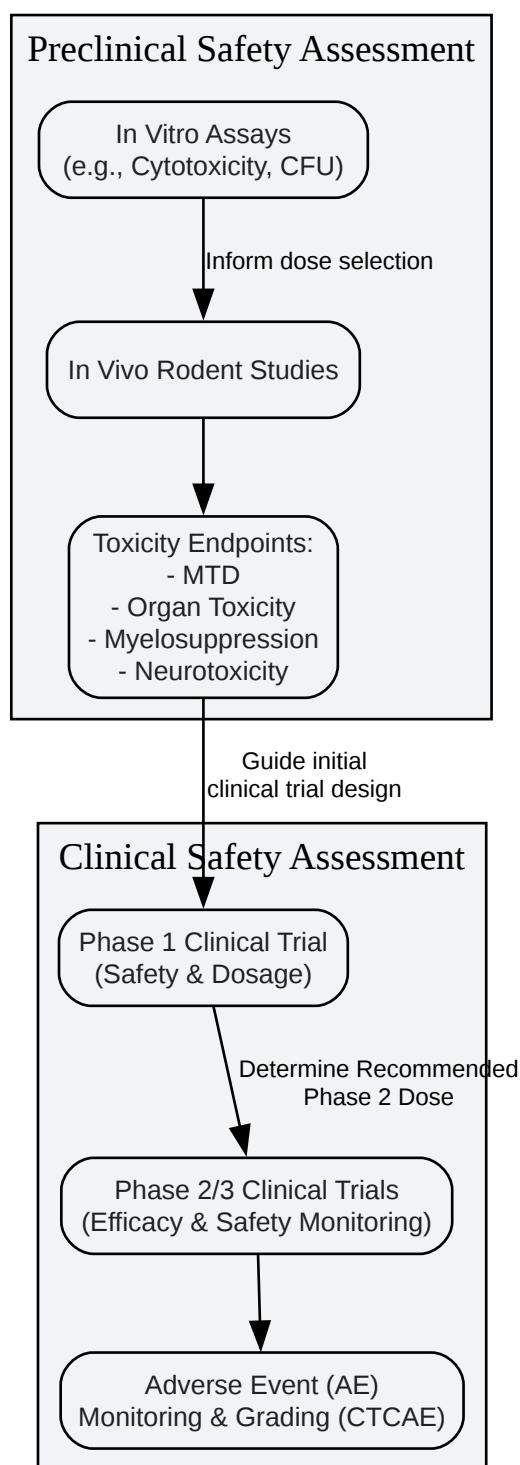 Preclinical Safety Assessment
In Vitro Assays
(e.g., Cytotoxicity, CFU)
Inform dose selection
In Vivo Rodent Studies
Toxicity Endpoints:
- MTD
- Organ Toxicity
- Myelosuppression
- Neurotoxicity
Guide initial
clinical trial design
Clinical Safety Assessment
Phase 1 Clinical Trial
(Safety & Dosage)
Determine Recommended
Phase 2 Dose
Phase 2/3 Clinical Trials
(Efficacy & Safety Monitoring)
Adverse Event (AE)
Monitoring & Grading (CTCAE)